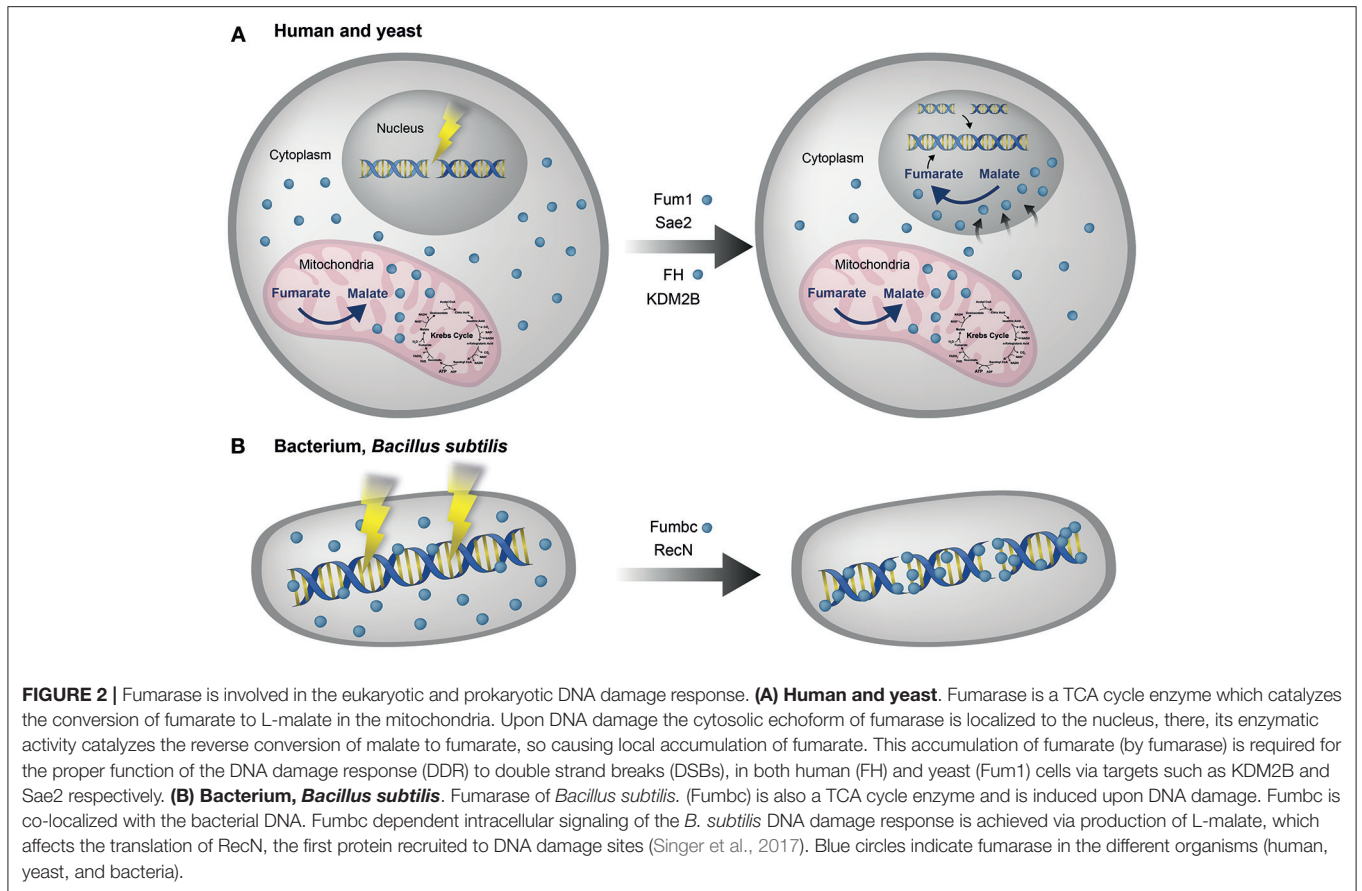 A Human and yeast
Nucleus
Cytoplasm
Mitochondria
Fumarate Malate
Krebs Cycle
Fum1
Sae2
FH
KDM2B
Cytoplasm
Fumarate Malate
Mitochondria
Fumarate Malate
Krebs Cycle
B Bacterium, Bacillus subtilis
Fumbc
RecN
FIGURE 2 | Fumarase is involved in the eukaryotic and prokaryotic DNA damage response. (A) Human and yeast. Fumarase is a TCA cycle enzyme which catalyzes
the conversion of fumarate to L-malate in the mitochondria. Upon DNA damage the cytosolic echoform of fumarase is localized to the nucleus, there, its enzymatic
activity catalyzes the reverse conversion of malate to fumarate, so causing local accumulation of fumarate. This accumulation of fumarate (by fumarase) is required for
the proper function of the DNA damage response (DDR) to double strand breaks (DSBs), in both human (FH) and yeast (Fum1) cells via targets such as KDM2B and
Sae2 respectively. (B) Bacterium, Bacillus subtilis. Fumarase of Bacillus subtilis. (Fumbc) is also a TCA cycle enzyme and is induced upon DNA damage. Fumbc is
co-localized with the bacterial DNA. Fumbc dependent intracellular signaling of the B. subtilis DNA damage response is achieved via production of L-malate, which
affects the translation of RecN, the first protein recruited to DNA damage sites (Singer et al., 2017). Blue circles indicate fumarase in the different organisms (human,
yeast, and bacteria).